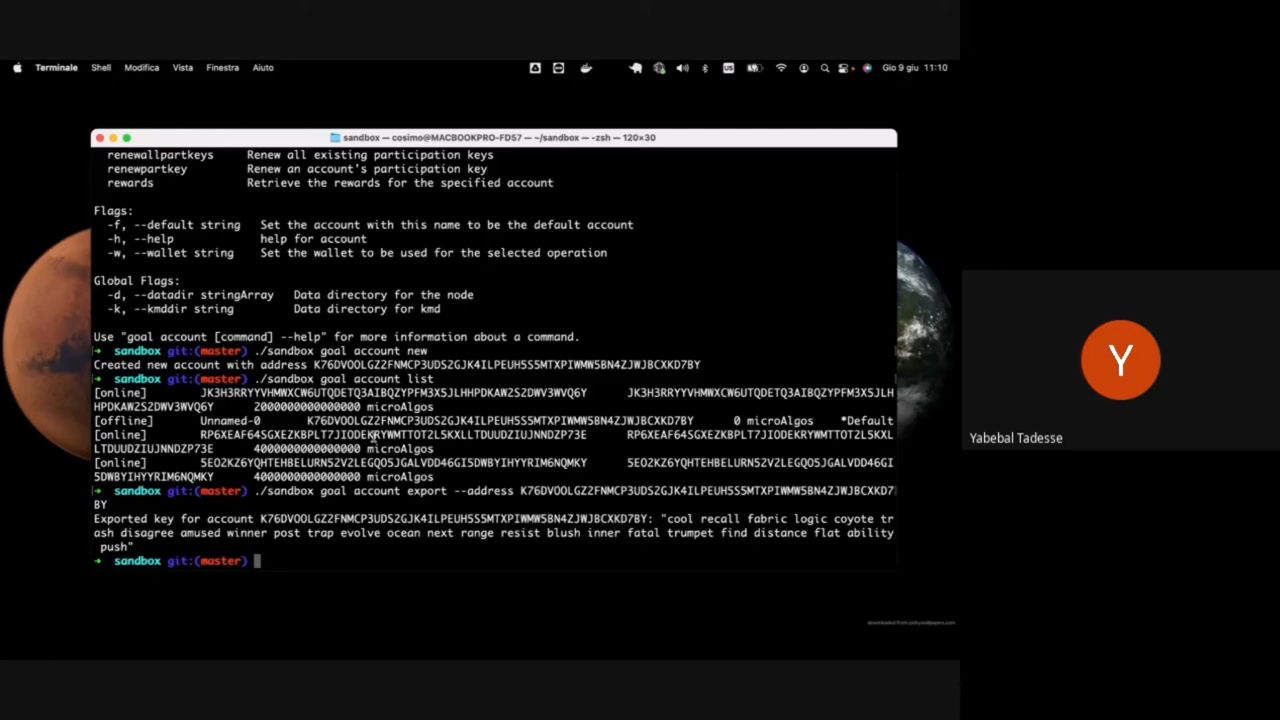 Terminale Shell Modifica Vista Finestra Aiuto US Gio 9 giu 11:10
sandbox — cosimo@MACBOOKPRO-FD57 — ~/sandbox — -zsh — 120×30
renewallpartkeys Renew all existing participation keys
renewpartkey Renew an account's participation key
rewards Retrieve the rewards for the specified account
Flags:
-f, --default string Set the account with this name to be the default account
-h, --help help for account
-w, --wallet string Set the wallet to be used for the selected operation
Global Flags:
-d, --datadir stringArray Data directory for the node
-k, --kmddir string Data directory for kmd
Use "goal account [command] --help" for more information about a command.
➜ sandbox git:(master) ./sandbox goal account new
Created new account with address K76DVOOLGZ2FNMCP3UDS2GJK4ILPEUH5S5MTXPIWMW5BN4ZJWJBCXKD7BY
➜ sandbox git:(master) ./sandbox goal account list
[online] JK3H3RRYYVHMWXCW6UTQDETQ3AIBQZYPFM3X5JLHHPDKAW2S2DWV3WVQ6Y JK3H3RRYYVHMWXCW6UTQDETQ3AIBQZYPFM3X5JLH
HPDKAW2S2DWV3WVQ6Y 2000000000000000 microAlgos
[offline] Unnamed-0 K76DVOOLGZ2FNMCP3UDS2GJK4ILPEUH5S5MTXPIWMW5BN4ZJWJBCXKD7BY 0 microAlgos *Default
[online] RP6XEAF64SGXEZKBPLT7JIODEKRYWMTTOT2L5KXLLTDUUDZIUJNNDZP73E RP6XEAF64SGXEZKBPLT7JIODEKRYWMTTOT2L5KXL
LTDUUDZIUJNNDZP73E 4000000000000000 microAlgos
[online] 5EO2KZ6YQHTEHBELURN52V2LEGQO5JGALVDD46GI5DWBYIHYYRIM6NQMKY 5EO2KZ6YQHTEHBELURN52V2LEGQO5JGALVDD46GI
5DWBYIHYYRIM6NQMKY 4000000000000000 microAlgos
➜ sandbox git:(master) ./sandbox goal account export --address K76DVOOLGZ2FNMCP3UDS2GJK4ILPEUH5S5MTXPIWMW5BN4ZJWJBCXKD7
BY
Exported key for account K76DVOOLGZ2FNMCP3UDS2GJK4ILPEUH5S5MTXPIWMW5BN4ZJWJBCXKD7BY: "cool recall fabric logic coyote tr
ash disagree amused winner post trap evolve ocean next range resist blush inner fatal trumpet find distance flat ability
push"
➜ sandbox git:(master)
Y
Yabebal Tadesse